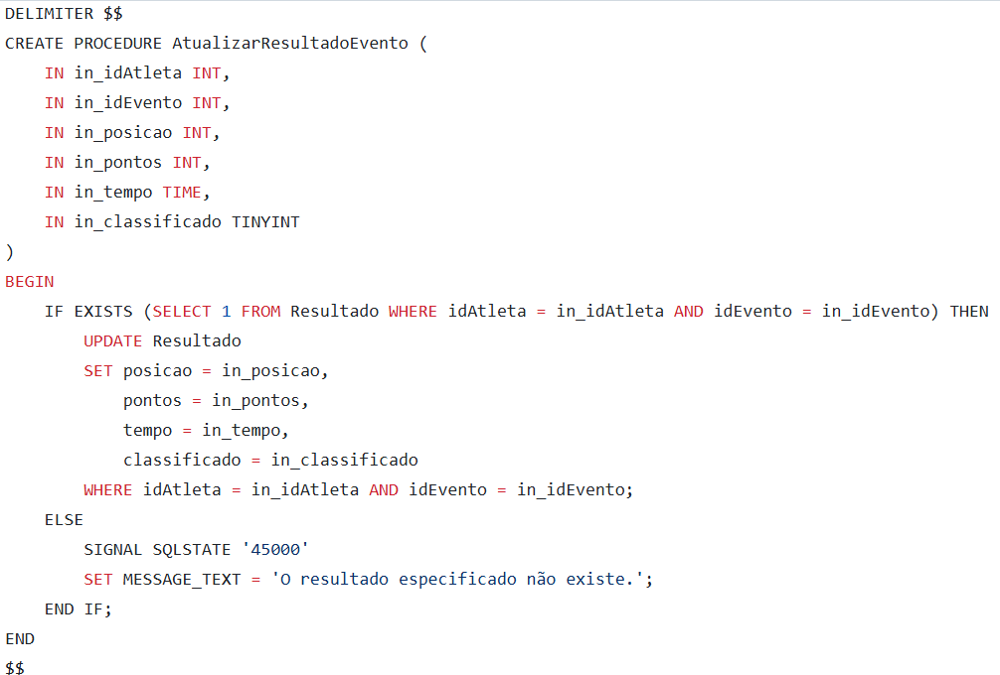 DELIMITER $$
CREATE PROCEDURE AtualizarResultadoEvento (
    IN in_idAtleta INT,
    IN in_idEvento INT,
    IN in_posicao INT,
    IN in_pontos INT,
    IN in_tempo TIME,
    IN in_classificado TINYINT
)
BEGIN
    IF EXISTS (SELECT 1 FROM Resultado WHERE idAtleta = in_idAtleta AND idEvento = in_idEvento) THEN
        UPDATE Resultado
        SET posicao = in_posicao,
            pontos = in_pontos,
            tempo = in_tempo,
            classificado = in_classificado
        WHERE idAtleta = in_idAtleta AND idEvento = in_idEvento;
    ELSE
        SIGNAL SQLSTATE '45000'
        SET MESSAGE_TEXT = 'O resultado especificado não existe.';
    END IF;
END
$$